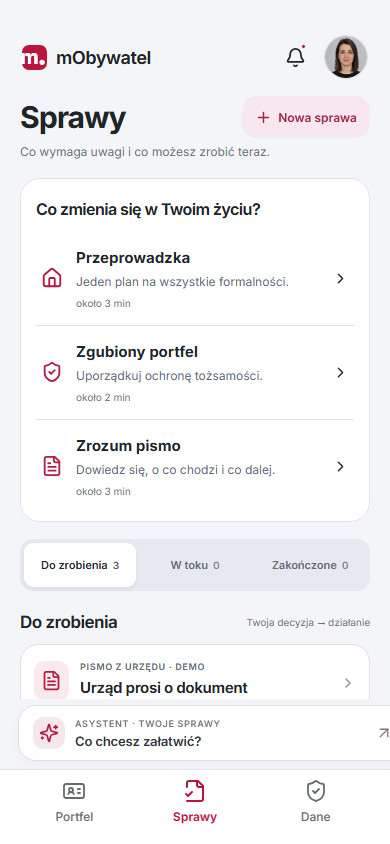 m. mObywatel
Sprawy
+ Nowa sprawa
Co wymaga uwagi i co możesz zrobić teraz.
Co zmienia się w Twoim życiu?
Przeprowadzka
Jeden plan na wszystkie formalności.
około 3 min
Zgubiony portfel
Uporządkuj ochronę tożsamości.
około 2 min
Zrozum pismo
Dowiedz się, o co chodzi i co dalej.
około 3 min
Do zrobienia 3 W toku 0 Zakończone 0
Do zrobienia Twoja decyzja → działanie
PISMO Z URZĘDU · DEMO
Urząd prosi o dokument
ASYSTENT · TWOJE SPRAWY
Co chcesz załatwić?
Portfel Sprawy Dane